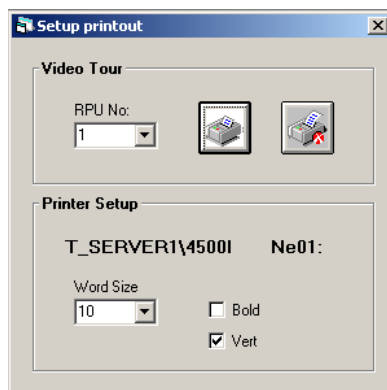 Setup printout
Video Tour
RPU No:
1
Printer Setup
T_SERVER1\4500I Ne01:
Word Size
10
Bold
Vert